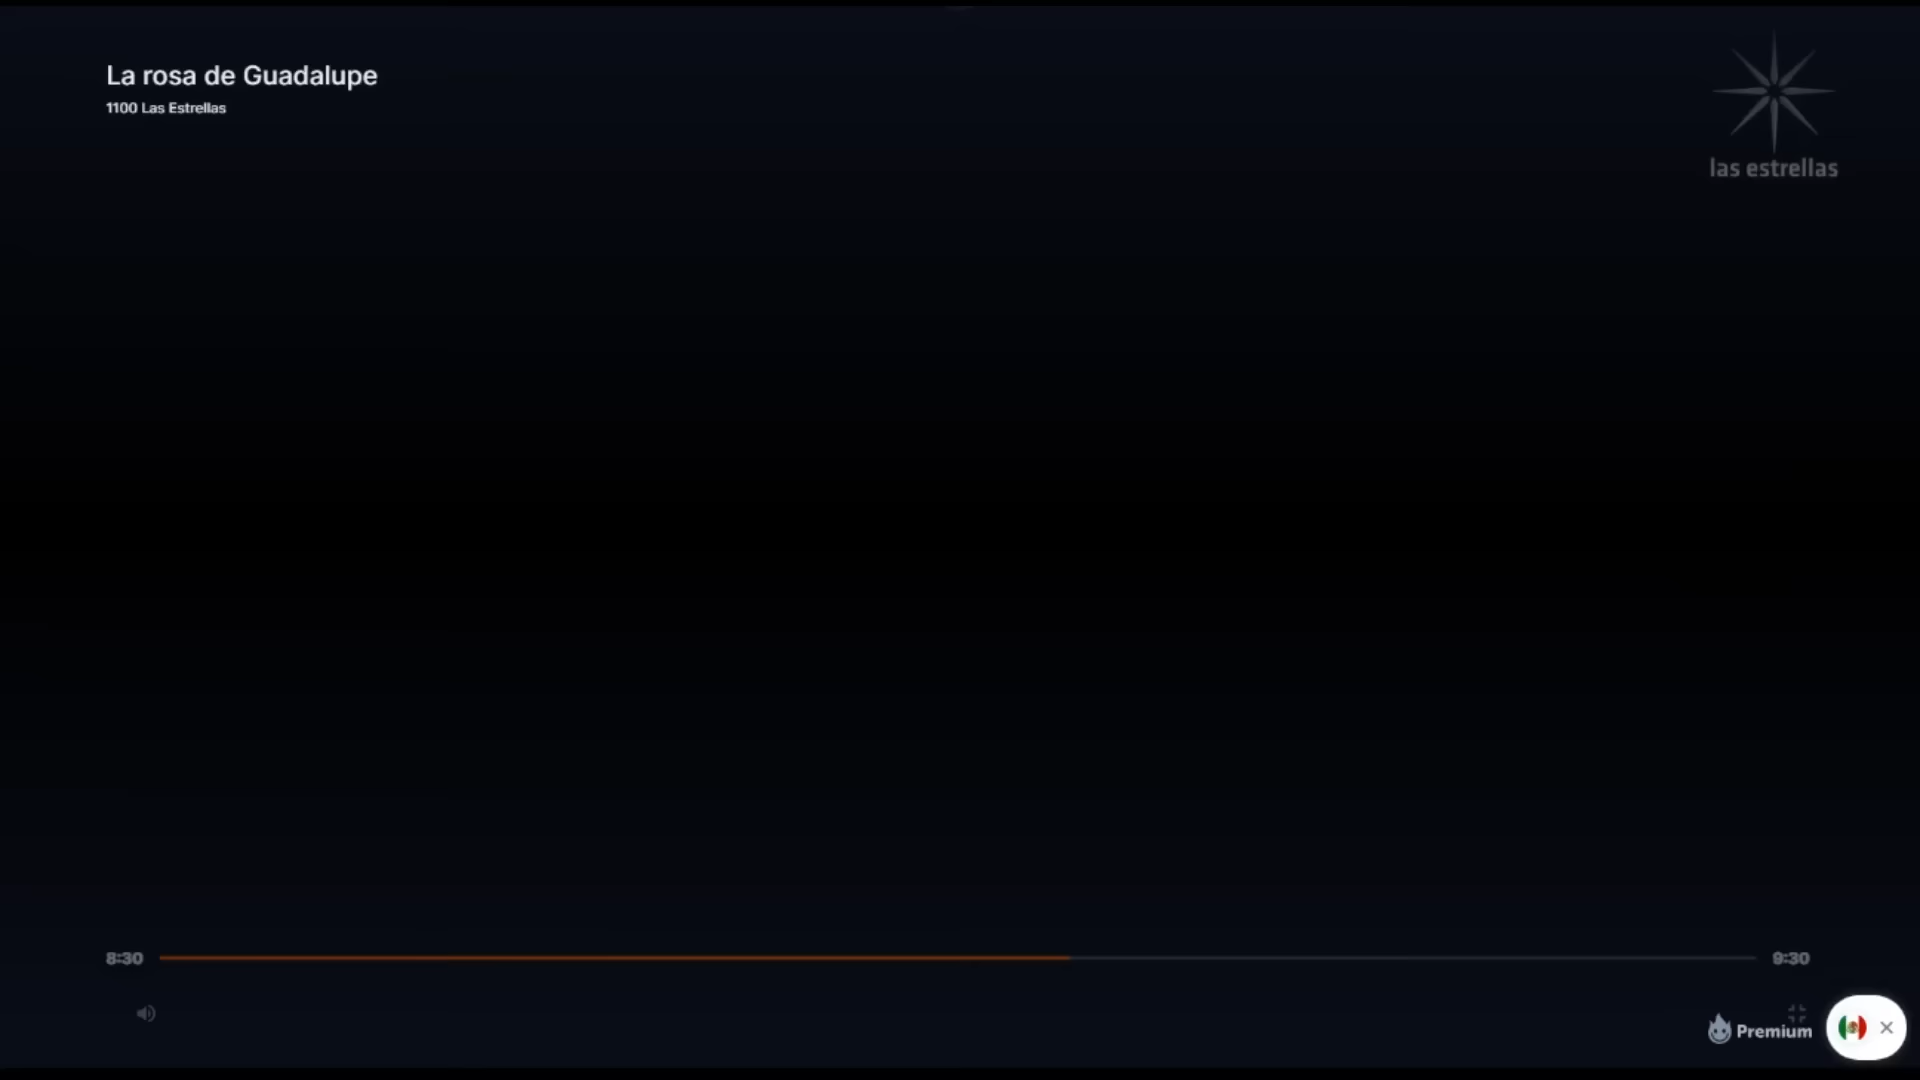 La rosa de Guadalupe
1100 Las Estrellas
las estrellas
8:30
9:30
Premium